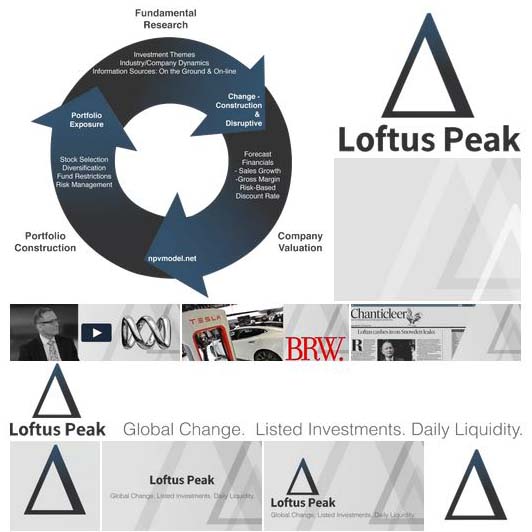 Fundamental
Research
Investment Themes
Industry/Company Dynamics
Information Sources: On the Ground & On-line
Change -
Construction
&
Disruptive
Portfolio
Exposure
Stock Selection
Diversification
Fund Restrictions
Risk Management
Forecast
Financials
- Sales Growth
-Gross Margin
Risk-Based
Discount Rate
Portfolio
Construction
Company
Valuation
npvmodel.net
Loftus Peak
TESLA
BRW.
Chanticleer
Loftus cashes in on Snowden leaks
R
Loftus Peak
Global Change. Listed Investments. Daily Liquidity.
Loftus Peak
Global Change. Listed Investments. Daily Liquidity.
Loftus Peak
Global Change. Listed Investments. Daily Liquidity.